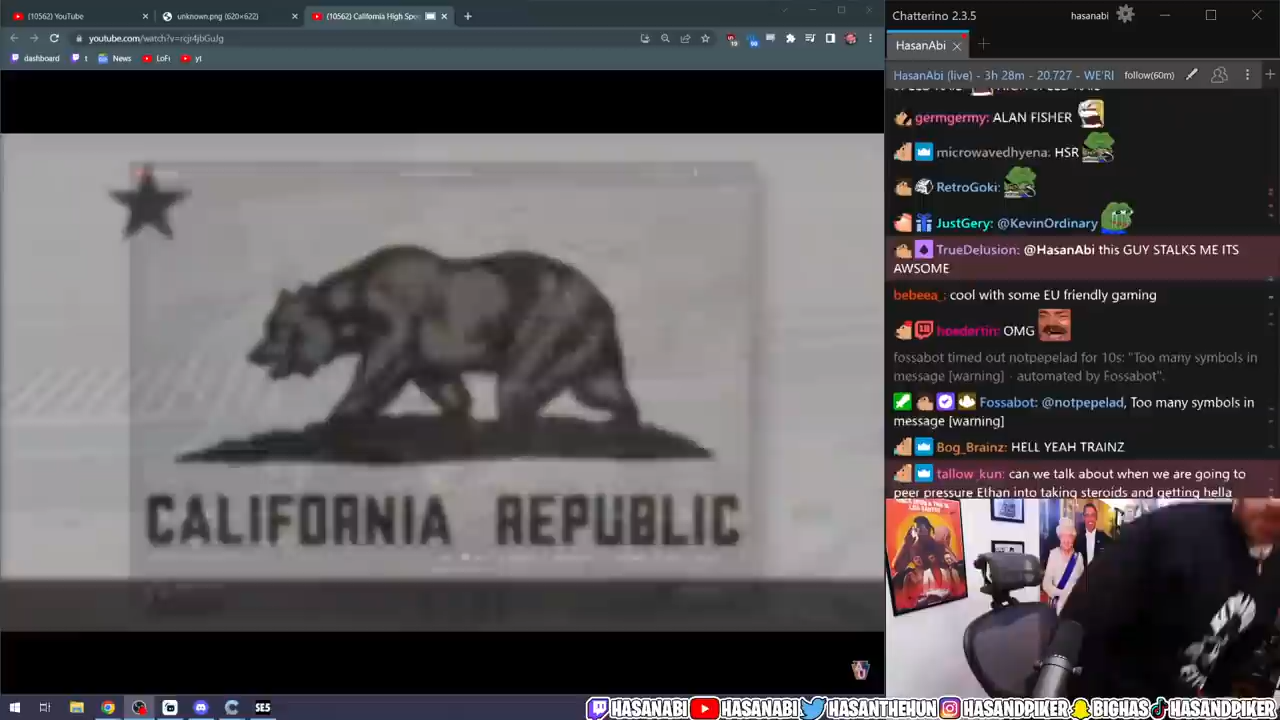 (10562) YouTube
unknown.png (620×622)
(10562) California High Spe
youtube.com/watch?v=rcjr4jbGuJg
dashboard
t
News
LoFi
yt
CALIFORNIA REPUBLIC
Chatterino 2.3.5
hasanabi
HasanAbi
HasanAbi (live) - 3h 28m - 20.727 - WE'RI
follow(60m)
germgermy: ALAN FISHER
microwavedhyena: HSR
RetroGoki:
JustGery: @KevinOrdinary
TrueDelusion: @HasanAbi this GUY STALKS ME ITS
AWSOME
bebeea_: cool with some EU friendly gaming
hoedertin: OMG
fossabot timed out notpepelad for 10s: "Too many symbols in
message [warning] - automated by Fossabot".
Fossabot: @notpepelad, Too many symbols in
message [warning]
Bog_Brainz: HELL YEAH TRAINZ
tallow_kun: can we talk about when we are going to
peer pressure Ethan into taking steroids and getting hella
SE5
HASANABI HASANABI HASANTHEHUN HASANDPIKER BIGHAS HASANDPIKER